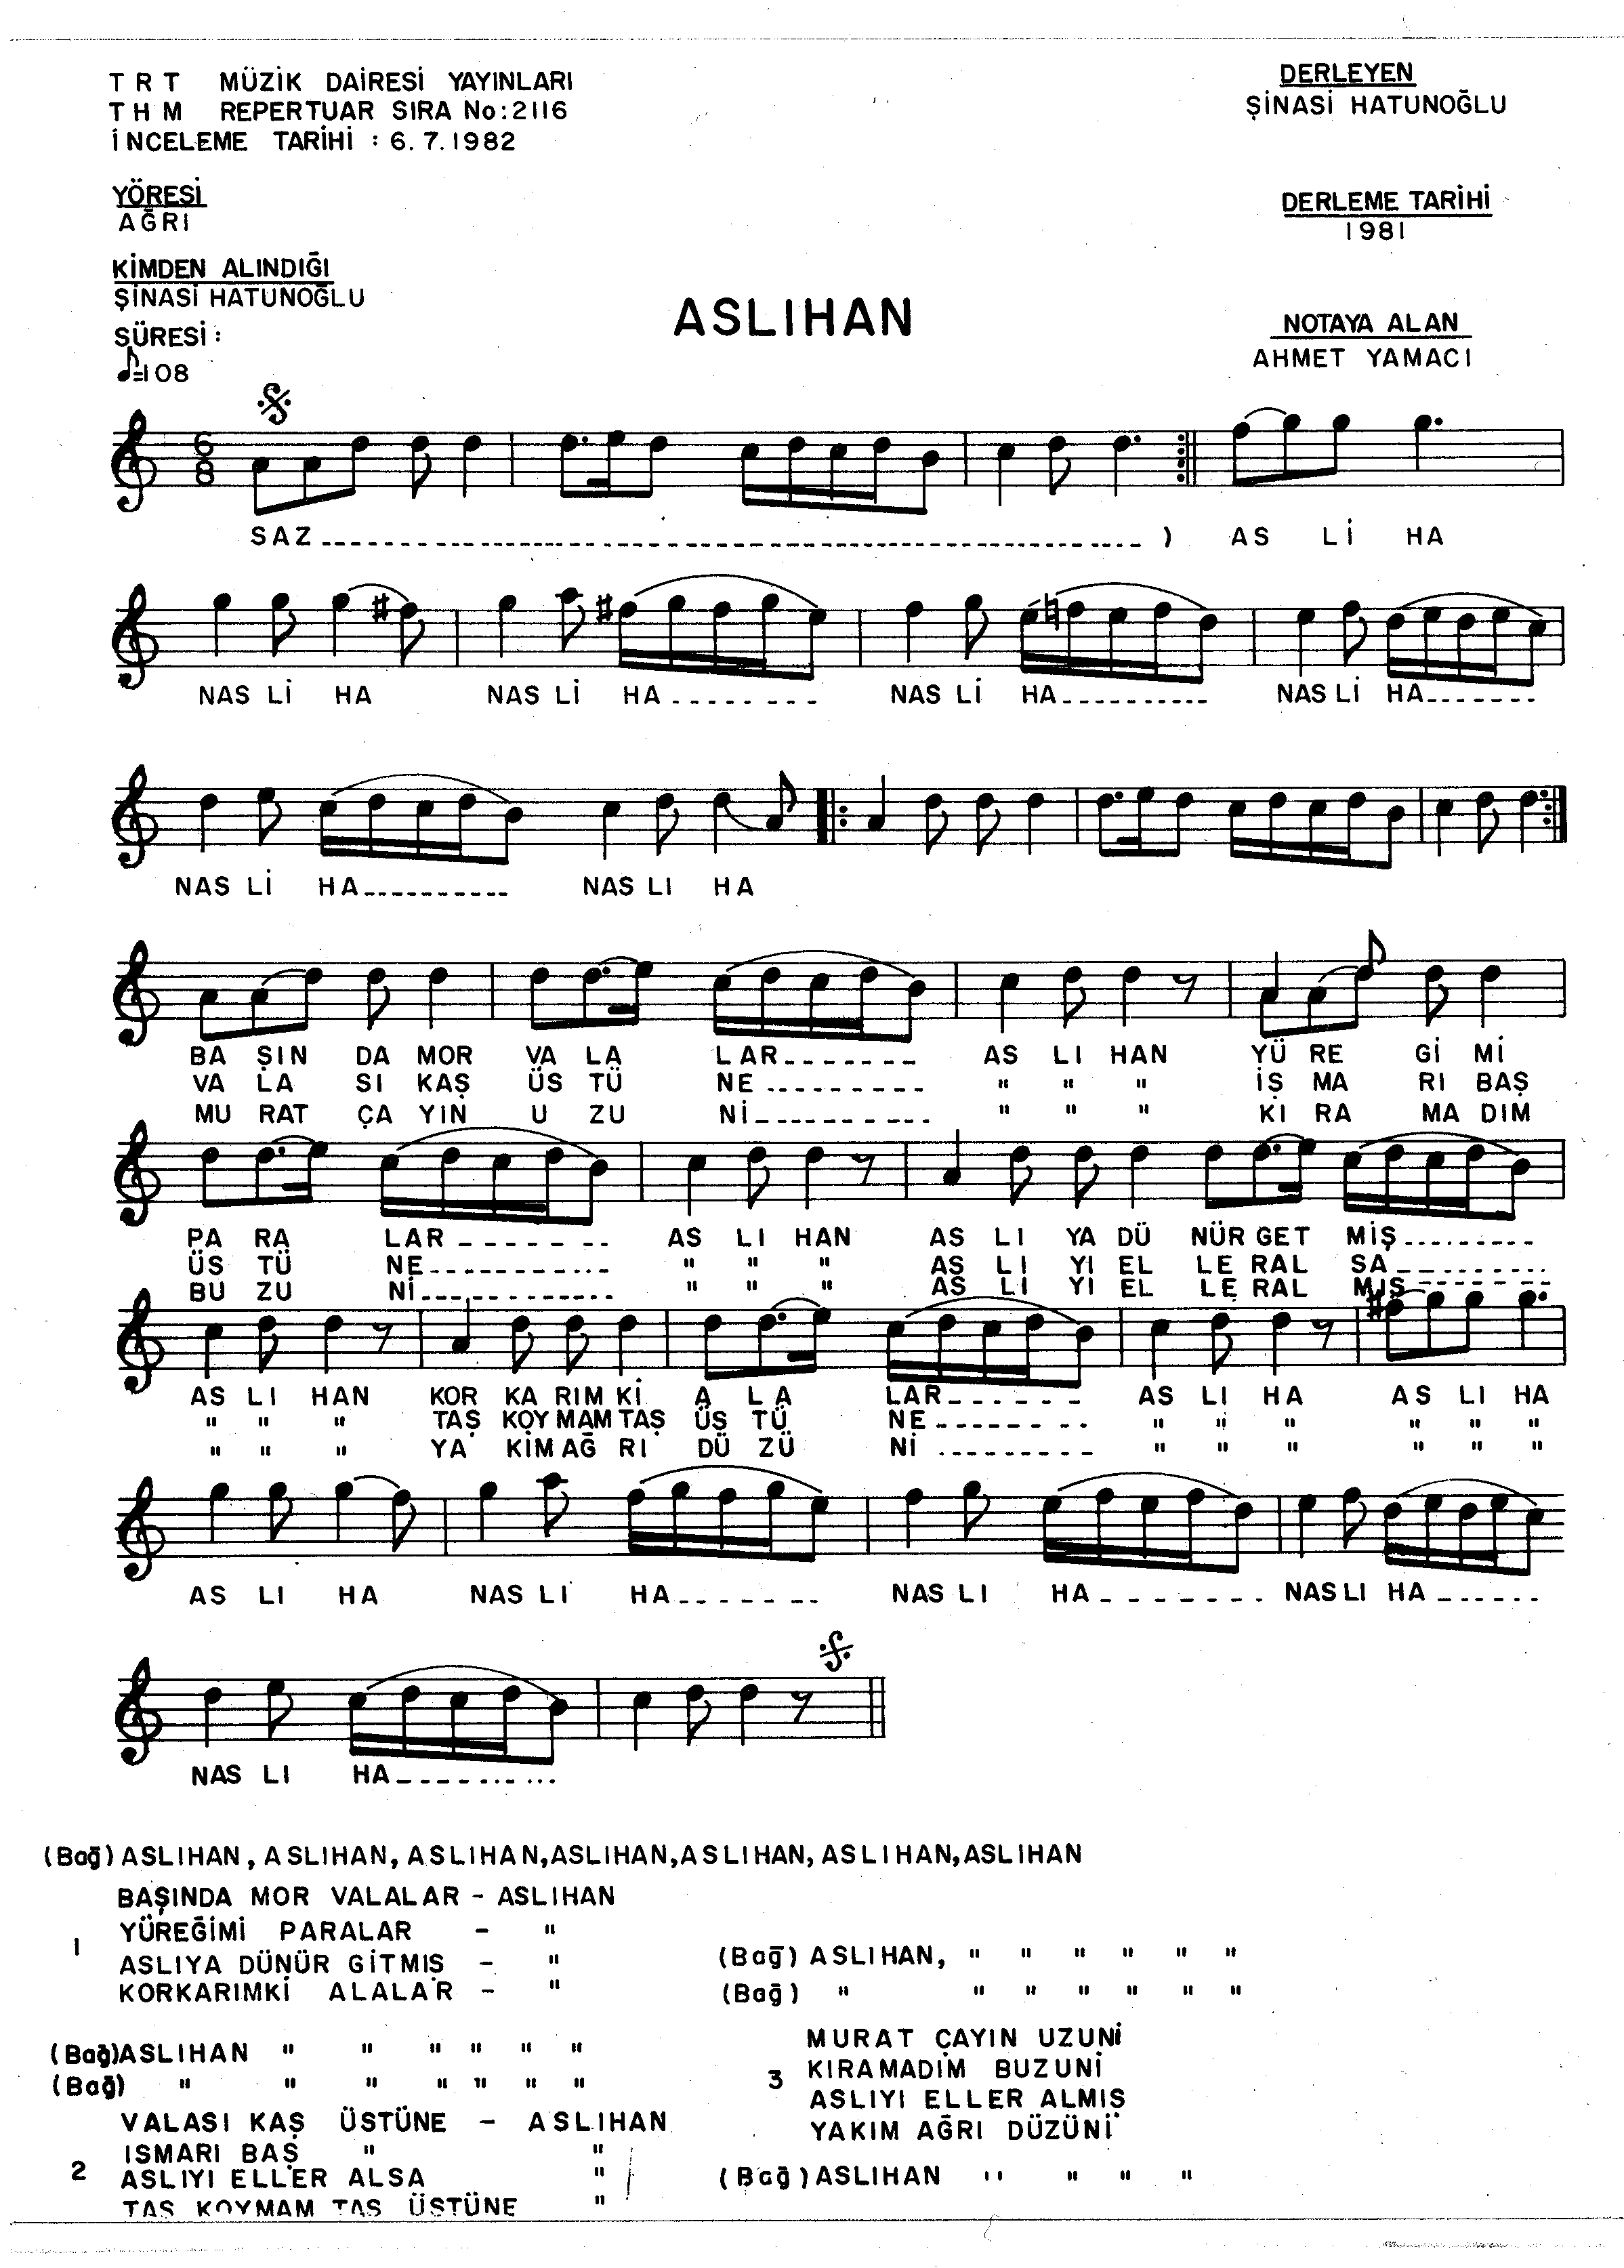 TRT MÜZİK DAİRESİ YAYINLARI
THM REPERTUAR SIRA No:2116
İNCELEME TARİHİ : 6.7.1982
DERLEYEN
ŞİNASİ HATUNOĞLU
YÖRESİ
AĞRI
DERLEME TARİHİ
1981
KİMDEN ALINDIĞI
ŞİNASİ HATUNOĞLU
SÜRESİ:
♪=108
ASLIHAN
NOTAYA ALAN
AHMET YAMACI
6
8
SAZ ) AS Lİ HA
NAS Lİ HA NAS Lİ HA NAS Lİ HA NAS Lİ HA
NAS Lİ HA NAS LI HA
BA ŞIN DA MOR VA LA LAR AS LI HAN YÜ RE Gİ Mİ
VA LA SI KAŞ ÜS TÜ NE " " " İŞ MA RI BAŞ
MU RAT ÇA YIN U ZU Nİ " " " KI RA MA DIM
PA RA LAR AS LI HAN AS LI YA DÜ NÜR GET MİŞ
ÜS TÜ NE " " " AS LI YI EL LE RAL SA
BU ZU Nİ " " " AS LI YI EL LE RAL MIŞ
AS LI HAN KOR KA RIM Kİ A LA LAR AS LI HA AS LI HA
" " " TAŞ KOY MAM TAŞ ÜS TÜ NE " " " " " "
" " " YA KIM AĞ RI DÜ ZÜ Nİ " " " " " "
AS LI HA NAS LI HA NAS LI HA NAS LI HA
NAS LI HA
(Bağ) ASLIHAN, ASLIHAN, ASLIHAN, ASLIHAN, ASLIHAN, ASLIHAN, ASLIHAN
1
BAŞINDA MOR VALALAR - ASLIHAN
YÜREĞİMİ PARALAR - "
ASLIYA DÜNÜR GİTMIŞ - "
KORKARIMKİ ALALAR - "
(Bağ) ASLIHAN " " " " " "
(Bağ) " " " " " " "
2
VALASI KAŞ ÜSTÜNE - ASLIHAN
ISMARI BAŞ " "
ASLIYI ELLER ALSA "
TAŞ KOYMAM TAŞ ÜSTÜNE "
(Bağ) ASLIHAN, " " " " " "
(Bağ) " " " " " " "
3
MURAT ÇAYIN UZUNİ
KIRAMADIM BUZUNİ
ASLIYI ELLER ALMIŞ
YAKIM AĞRI DÜZÜNİ
(Bağ) ASLIHAN " " " "